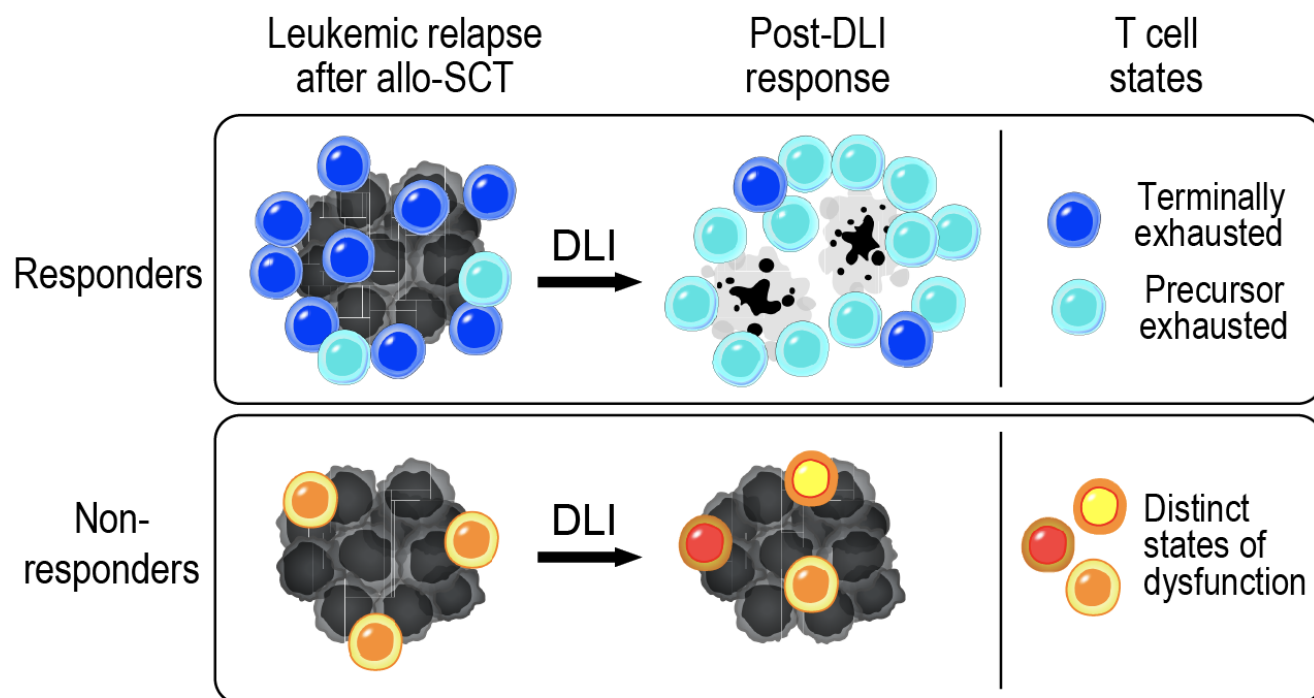 Leukemic relapse
after allo-SCT
Post-DLI
response
T cell
states
Responders
DLI
Terminally
exhausted
Precursor
exhausted
Non-
responders
DLI
Distinct
states of
dysfunction